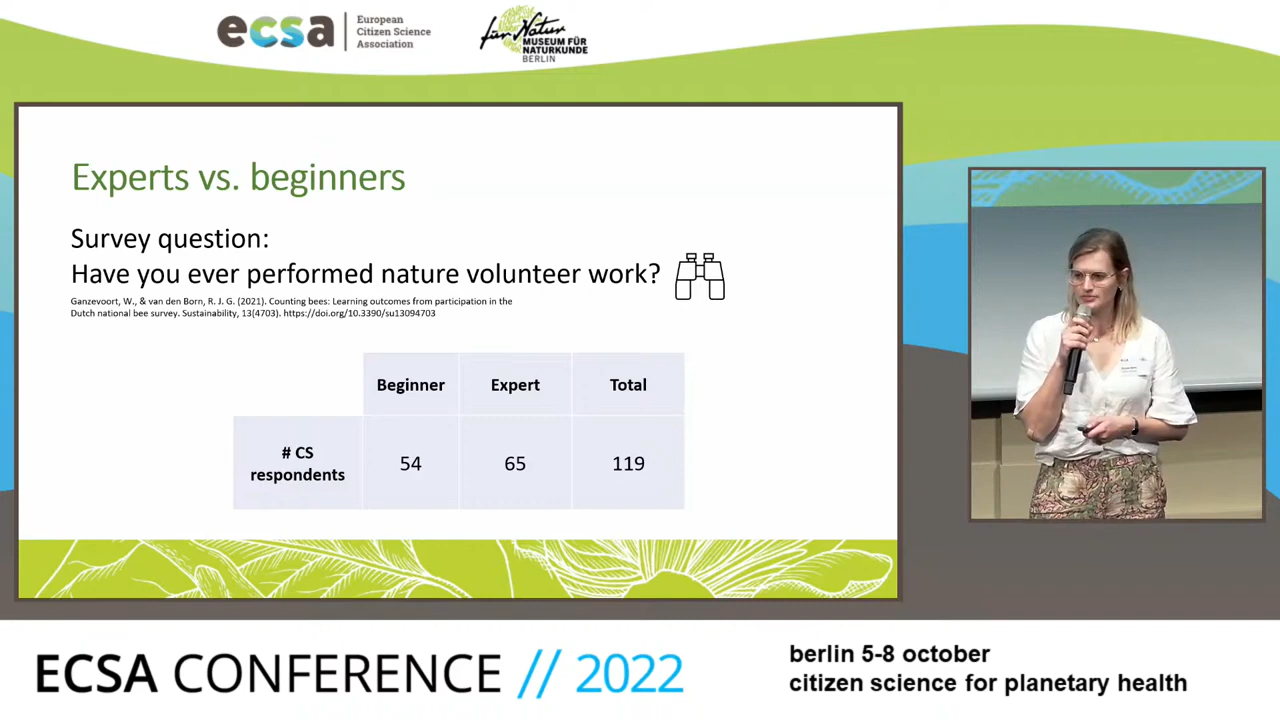 ecsa
European
Citizen Science
Association
für Natur
MUSEUM FÜR
NATURKUNDE
BERLIN
Experts vs. beginners
Survey question:
Have you ever performed nature volunteer work?
Ganzevoort, W., & van den Born, R. J. G. (2021). Counting bees: Learning outcomes from participation in the
Dutch national bee survey. Sustainability, 13(4703). https://doi.org/10.3390/su13094703
Beginner Expert Total
# CS
respondents
54 65 119
ECSA CONFERENCE // 2022
berlin 5-8 october
citizen science for planetary health